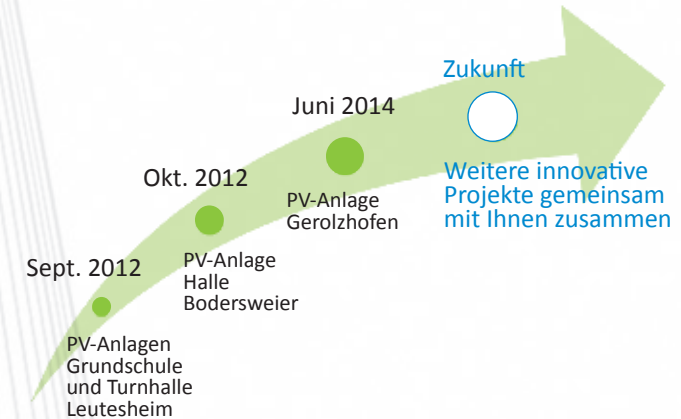 Sept. 2012
PV-Anlagen
Grundschule
und Turnhalle
Leutesheim
Okt. 2012
PV-Anlage
Halle
Bodersweier
Juni 2014
PV-Anlage
Gerolzhofen
Zukunft
Weitere innovative
Projekte gemeinsam
mit Ihnen zusammen